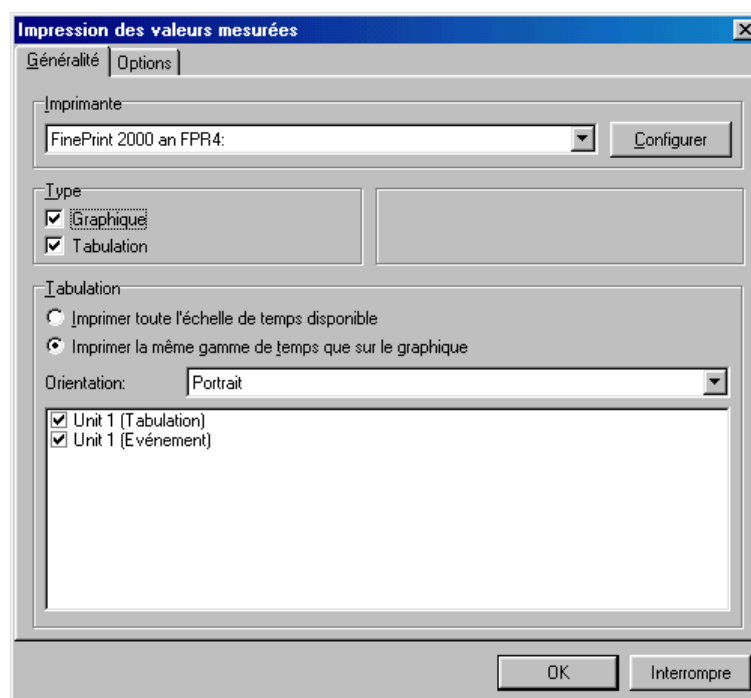 Impression des valeurs mesurées
Généralité Options
Imprimante
FinePrint 2000 an FPR4: Configurer
Type
Graphique
Tabulation
Tabulation
Imprimer toute l'échelle de temps disponible
Imprimer la même gamme de temps que sur le graphique
Orientation: Portrait
Unit 1 (Tabulation)
Unit 1 (Evénement)
OK Interrompre